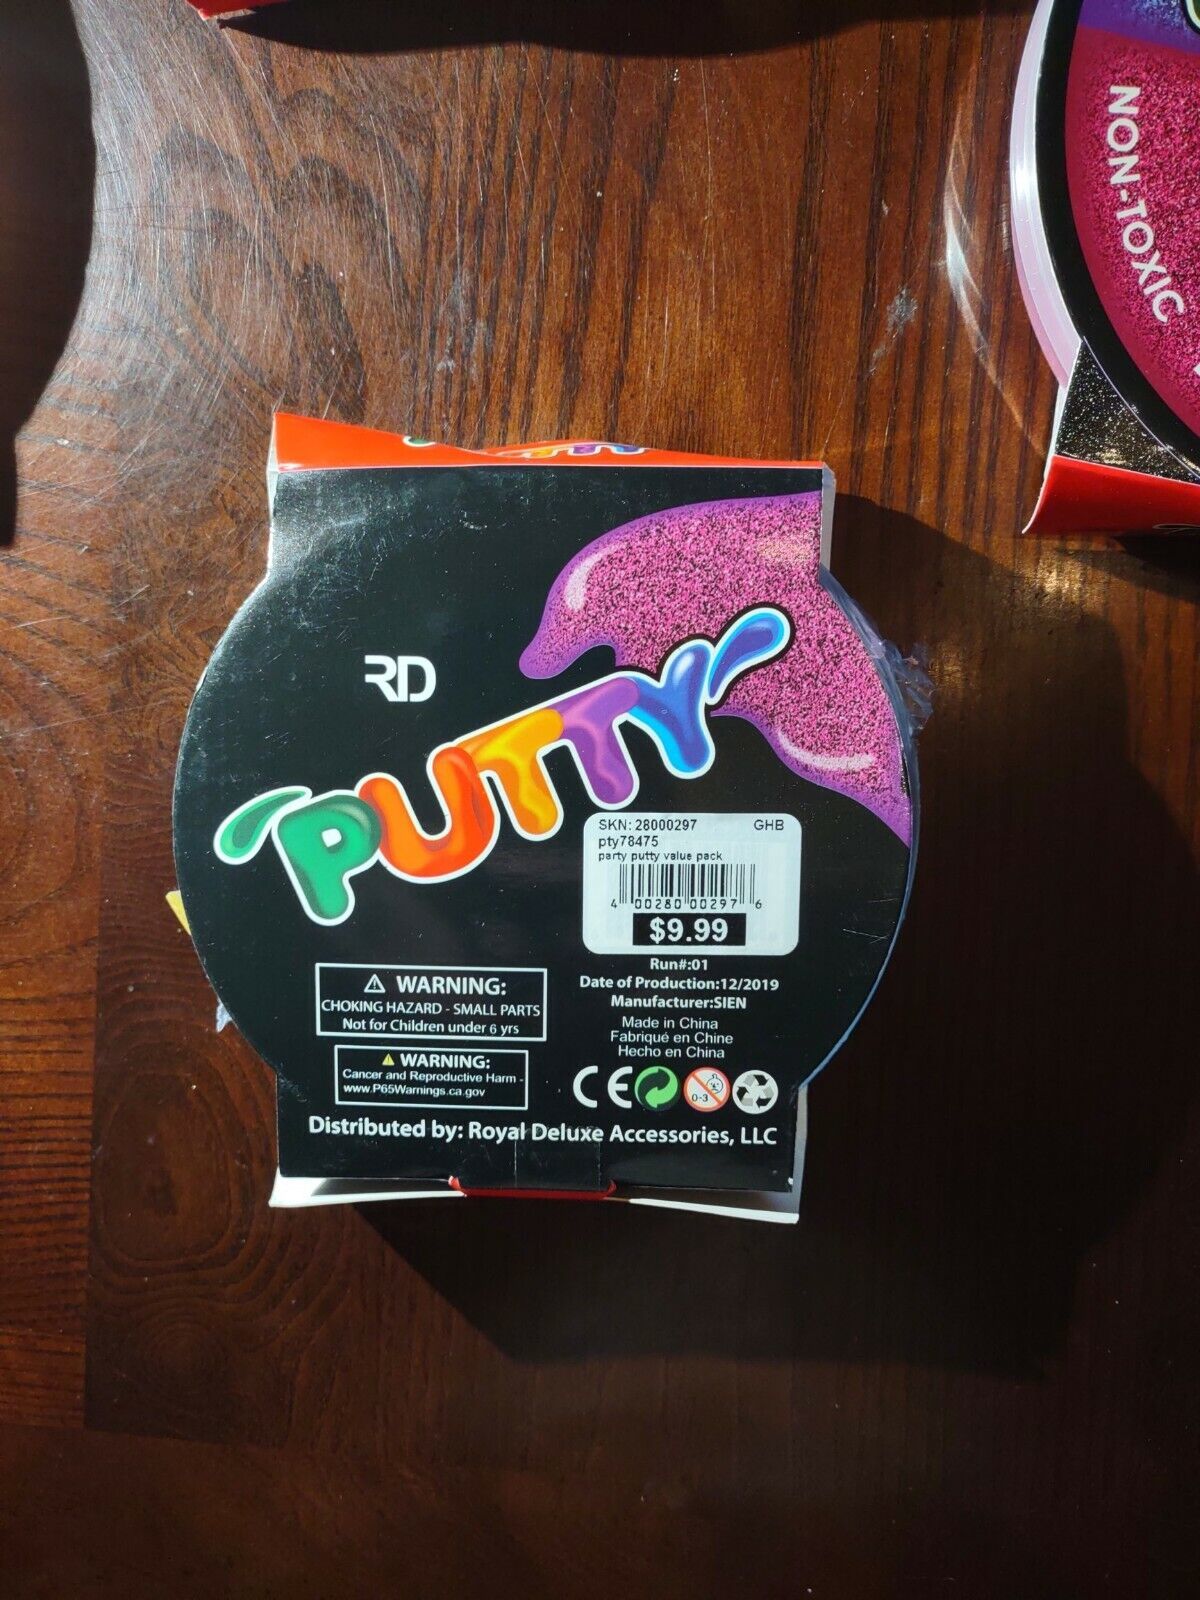 NON-TOXIC
RD
PUTTY
SKN: 28000297 GHB
pty78475
party putty value pack
4 00280 00297 6
$9.99
Run#:01
Date of Production:12/2019
Manufacturer:SIEN
Made in China
Fabriqué en Chine
Hecho en China
WARNING:
CHOKING HAZARD - SMALL PARTS
Not for Children under 6 yrs
WARNING:
Cancer and Reproductive Harm -
www.P65Warnings.ca.gov
CE
0-3
Distributed by: Royal Deluxe Accessories, LLC